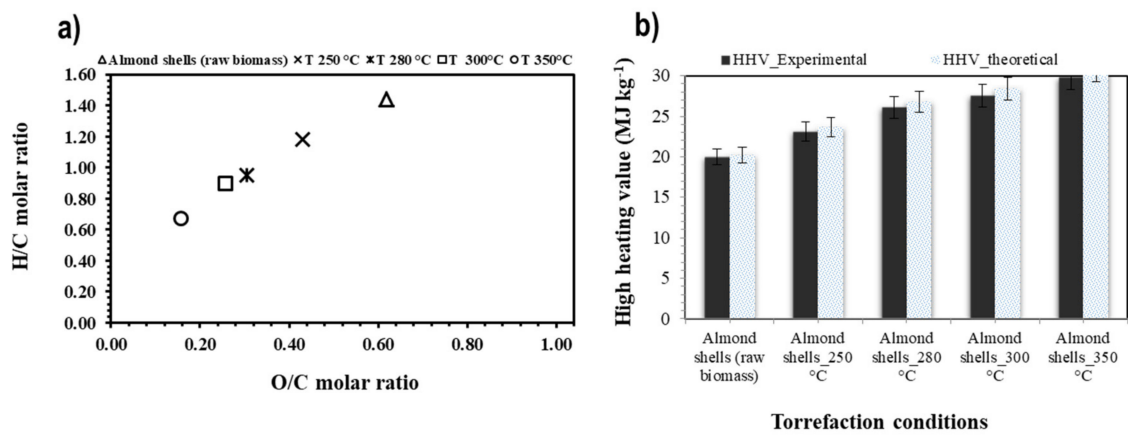 a)
△Almond shells (raw biomass) ×T 250 °C ж T 280 °C □ T 300°C ○ T 350°C
1.60
1.40
1.20
1.00
0.80
0.60
0.40
0.20
0.00
H/C molar ratio
0.00 0.20 0.40 0.60 0.80 1.00
O/C molar ratio
b)
HHV_Experimental HHV_theoretical
High heating value (MJ kg-1)
30
25
20
15
10
5
0
Almond shells (raw biomass)
Almond shells_250 °C
Almond shells_280 °C
Almond shells_300 °C
Almond shells_350 °C
Torrefaction conditions